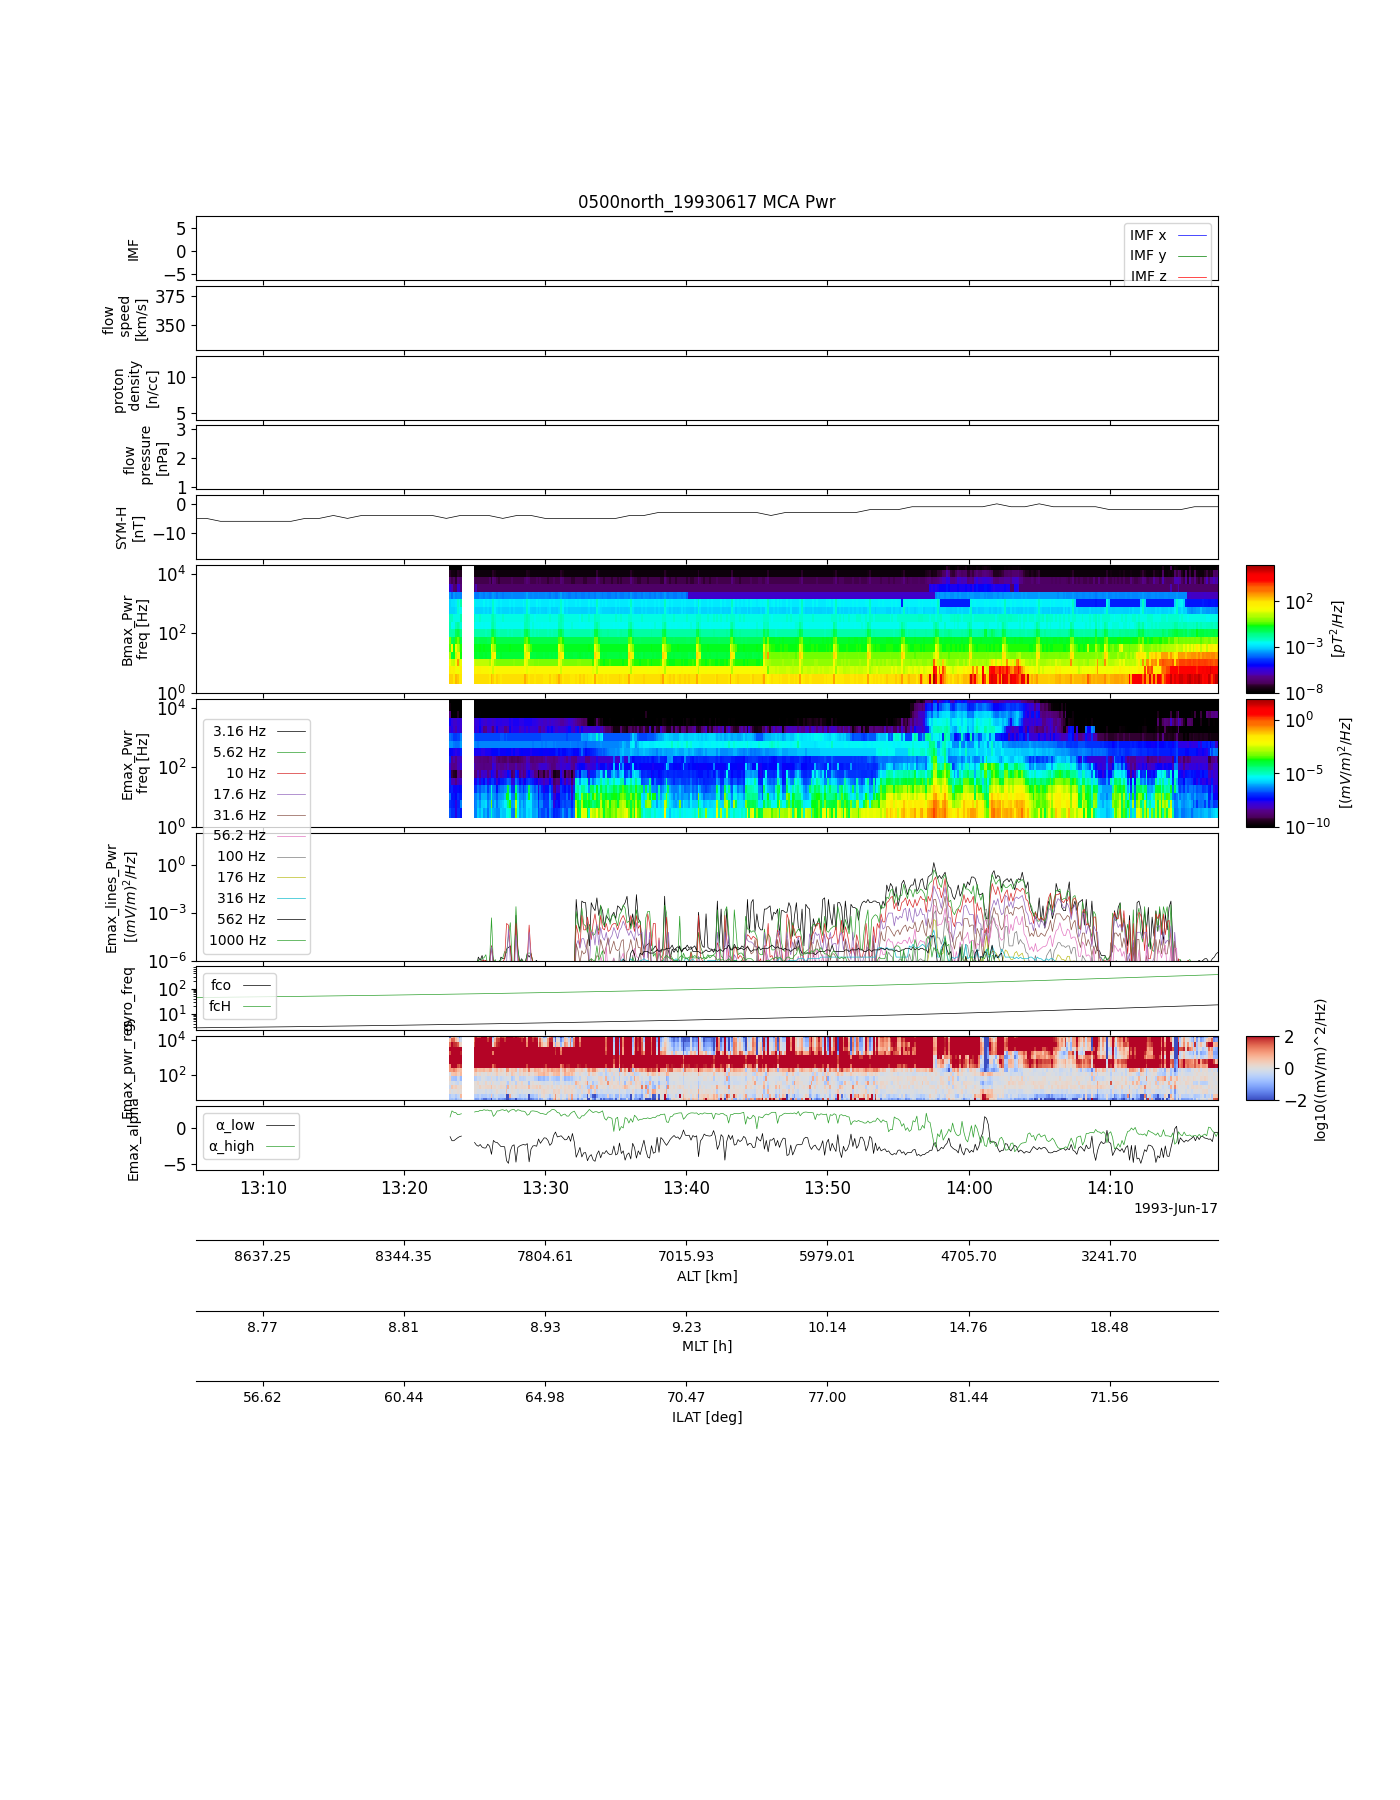 0500north_19930617 MCA Pwr
IMF
5
0
−5
IMF x
IMF y
IMF z
flow
speed
[km/s]
375
350
proton
density
[n/cc]
10
5
flow
pressure
[nPa]
3
2
1
SYM-H
[nT]
0
−10
Bmax_Pwr
freq [Hz]
10^4
10^2
10^0
10^2
10^−3
10^−8
[pT^2/Hz]
Emax_Pwr
freq [Hz]
10^4
10^2
10^0
10^0
10^−5
10^−10
[(mV/m)^2/Hz]
3.16 Hz
5.62 Hz
10 Hz
17.6 Hz
31.6 Hz
56.2 Hz
100 Hz
176 Hz
316 Hz
562 Hz
1000 Hz
Emax_lines_Pwr
[(mV/m)^2/Hz]
10^0
10^−3
10^−6
gyro_freq
10^2
10^1
fco
fcH
Emax_pwr_reg
10^4
10^2
2
0
−2
log10((mV/m)^2/Hz)
Emax_alpha
0
−5
α_low
α_high
13:10 13:20 13:30 13:40 13:50 14:00 14:10
1993-Jun-17
8637.25 8344.35 7804.61 7015.93 5979.01 4705.70 3241.70
ALT [km]
8.77 8.81 8.93 9.23 10.14 14.76 18.48
MLT [h]
56.62 60.44 64.98 70.47 77.00 81.44 71.56
ILAT [deg]